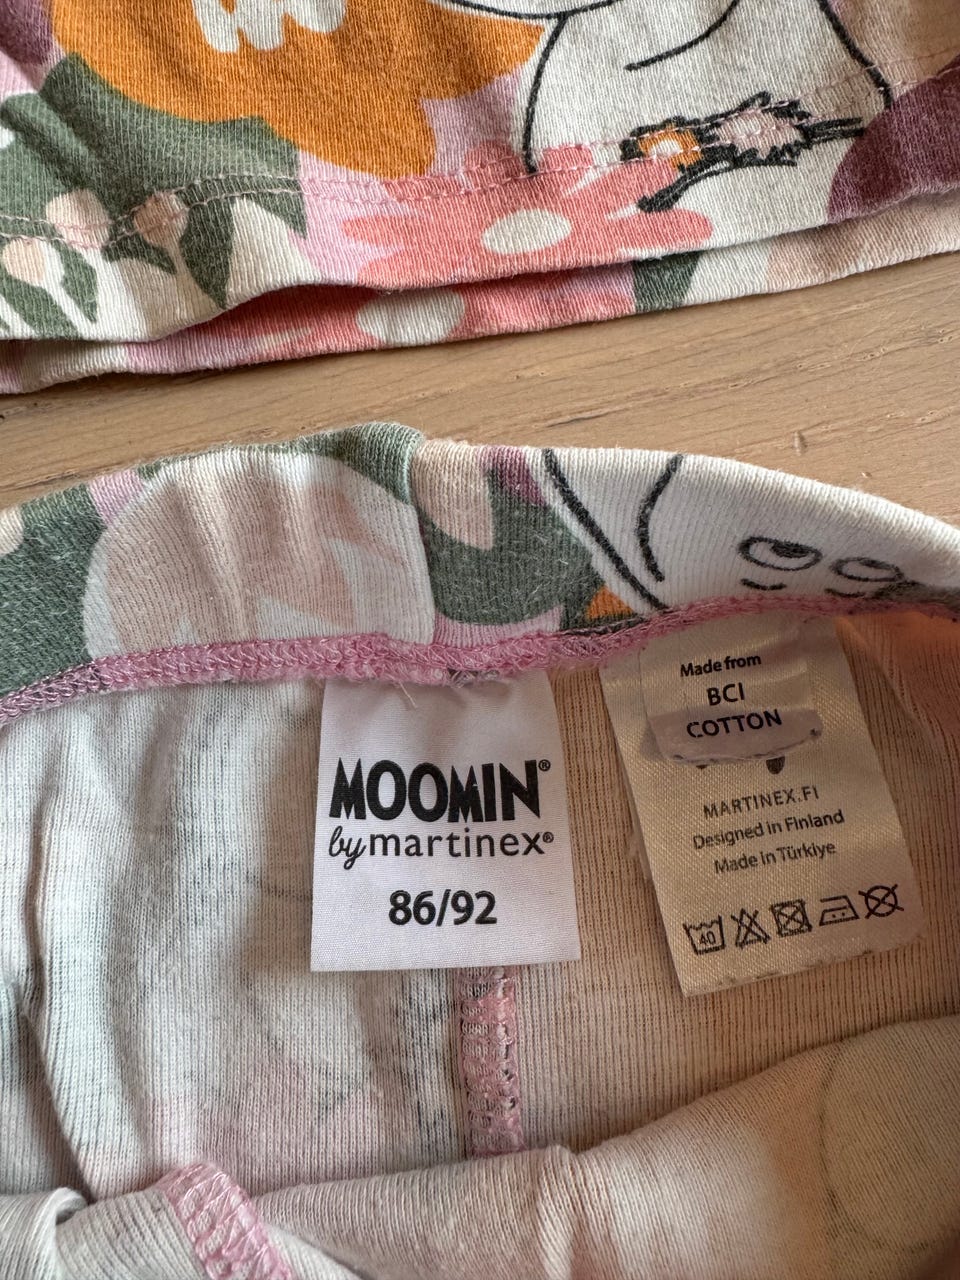 MOOMIN®
by martinex®
86/92
Made from
BCI
COTTON
MARTINEX.FI
Designed in Finland
Made in Türkiye
40